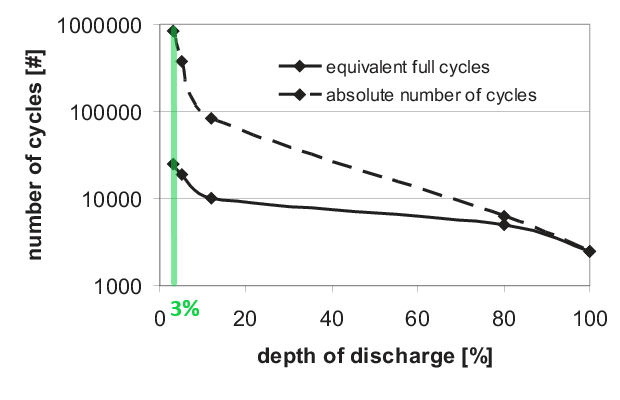 1000000
100000
10000
1000
number of cycles [#]
equivalent full cycles
absolute number of cycles
3%
0 20 40 60 80 100
depth of discharge [%]